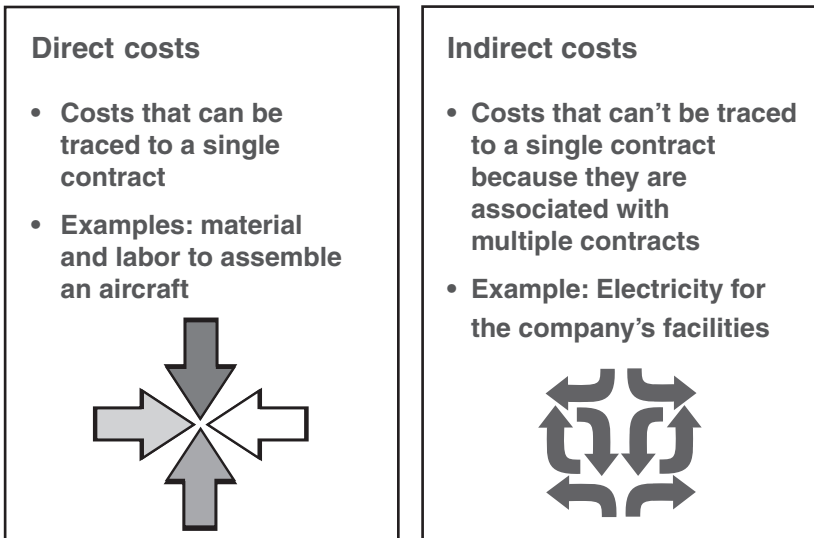 Direct costs
• Costs that can be
traced to a single
contract
• Examples: material
and labor to assemble
an aircraft
Indirect costs
• Costs that can’t be traced
to a single contract
because they are
associated with
multiple contracts
• Example: Electricity for
the company’s facilities